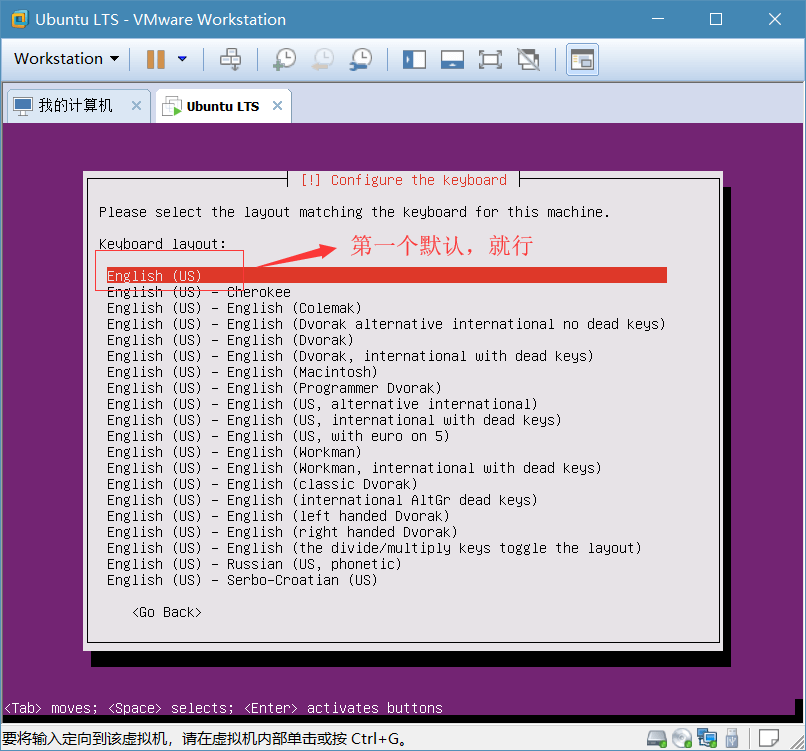 Ubuntu LTS - VMware Workstation
Workstation
我的计算机
Ubuntu LTS
[!] Configure the keyboard
Please select the layout matching the keyboard for this machine.
Keyboard layout:
第一个默认，就行
English (US)
English (US) - Cherokee
English (US) - English (Colemak)
English (US) - English (Dvorak alternative international no dead keys)
English (US) - English (Dvorak)
English (US) - English (Dvorak, international with dead keys)
English (US) - English (Macintosh)
English (US) - English (Programmer Dvorak)
English (US) - English (US, alternative international)
English (US) - English (US, international with dead keys)
English (US) - English (US, with euro on 5)
English (US) - English (Workman)
English (US) - English (Workman, international with dead keys)
English (US) - English (classic Dvorak)
English (US) - English (international AltGr dead keys)
English (US) - English (left handed Dvorak)
English (US) - English (right handed Dvorak)
English (US) - English (the divide/multiply keys toggle the layout)
English (US) - Russian (US, phonetic)
English (US) - Serbo-Croatian (US)
<Go Back>
<Tab> moves; <Space> selects; <Enter> activates buttons
要将输入定向到该虚拟机，请在虚拟机内部单击或按 Ctrl+G。